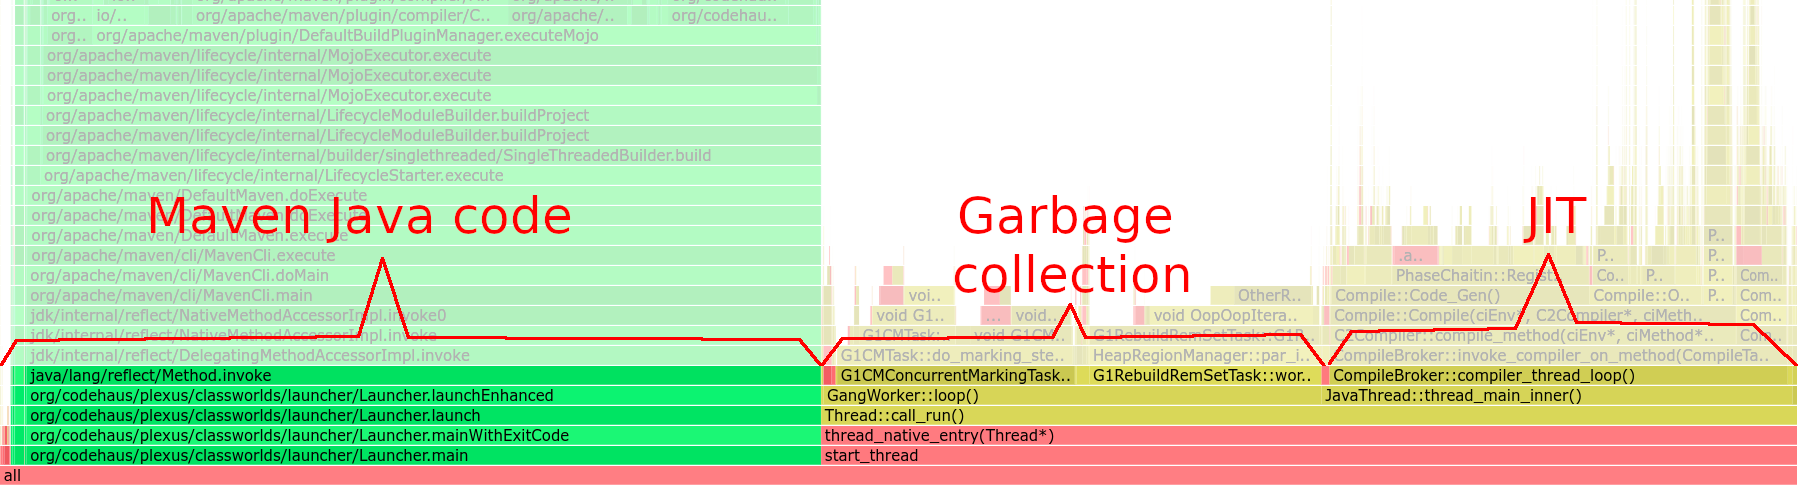 org.. io/.. org/apache/maven/plugin/compiler/C.. org/apache/.. org/codehau..
org.. org/apache/maven/plugin/DefaultBuildPluginManager.executeMojo
org/apache/maven/lifecycle/internal/MojoExecutor.execute
org/apache/maven/lifecycle/internal/MojoExecutor.execute
org/apache/maven/lifecycle/internal/MojoExecutor.execute
org/apache/maven/lifecycle/internal/LifecycleModuleBuilder.buildProject
org/apache/maven/lifecycle/internal/LifecycleModuleBuilder.buildProject
org/apache/maven/lifecycle/internal/builder/singlethreaded/SingleThreadedBuilder.build
org/apache/maven/lifecycle/internal/LifecycleStarter.execute
org/apache/maven/DefaultMaven.doExecute
Maven Java code Garbage collection JIT
org/apache/maven/DefaultMaven.doExecute
org/apache/maven/DefaultMaven.execute P..
org/apache/maven/cli/MavenCli.execute .a.. P.. P..
org/apache/maven/cli/MavenCli.doMain PhaseChaitin::Regist Co.. P.. P.. Com..
org/apache/maven/cli/MavenCli.main voi.. OtherR.. Compile::Code_Gen() Compile::O.. P.. Com..
jdk/internal/reflect/NativeMethodAccessorImpl.invoke0 void G1.. ... void.. void OopOopItera.. Compile::Compile(ciEnv*, C2Compiler*, ciMeth.. Com..
jdk/internal/reflect/NativeMethodAccessorImpl.invoke G1CMTask: void G1CM G1RebuildRemSetTask::G1R C2Compiler::compile_method(ciEnv*, ciMethod*.. Com..
jdk/internal/reflect/DelegatingMethodAccessorImpl.invoke G1CMTask::do_marking_ste.. HeapRegionManager::par_i.. CompileBroker::invoke_compiler_on_method(CompileTa..
java/lang/reflect/Method.invoke G1CMConcurrentMarkingTask.. G1RebuildRemSetTask::wor.. CompileBroker::compiler_thread_loop()
org/codehaus/plexus/classworlds/launcher/Launcher.launchEnhanced GangWorker::loop() JavaThread::thread_main_inner()
org/codehaus/plexus/classworlds/launcher/Launcher.launch Thread::call_run()
org/codehaus/plexus/classworlds/launcher/Launcher.mainWithExitCode thread_native_entry(Thread*)
org/codehaus/plexus/classworlds/launcher/Launcher.main start_thread
all